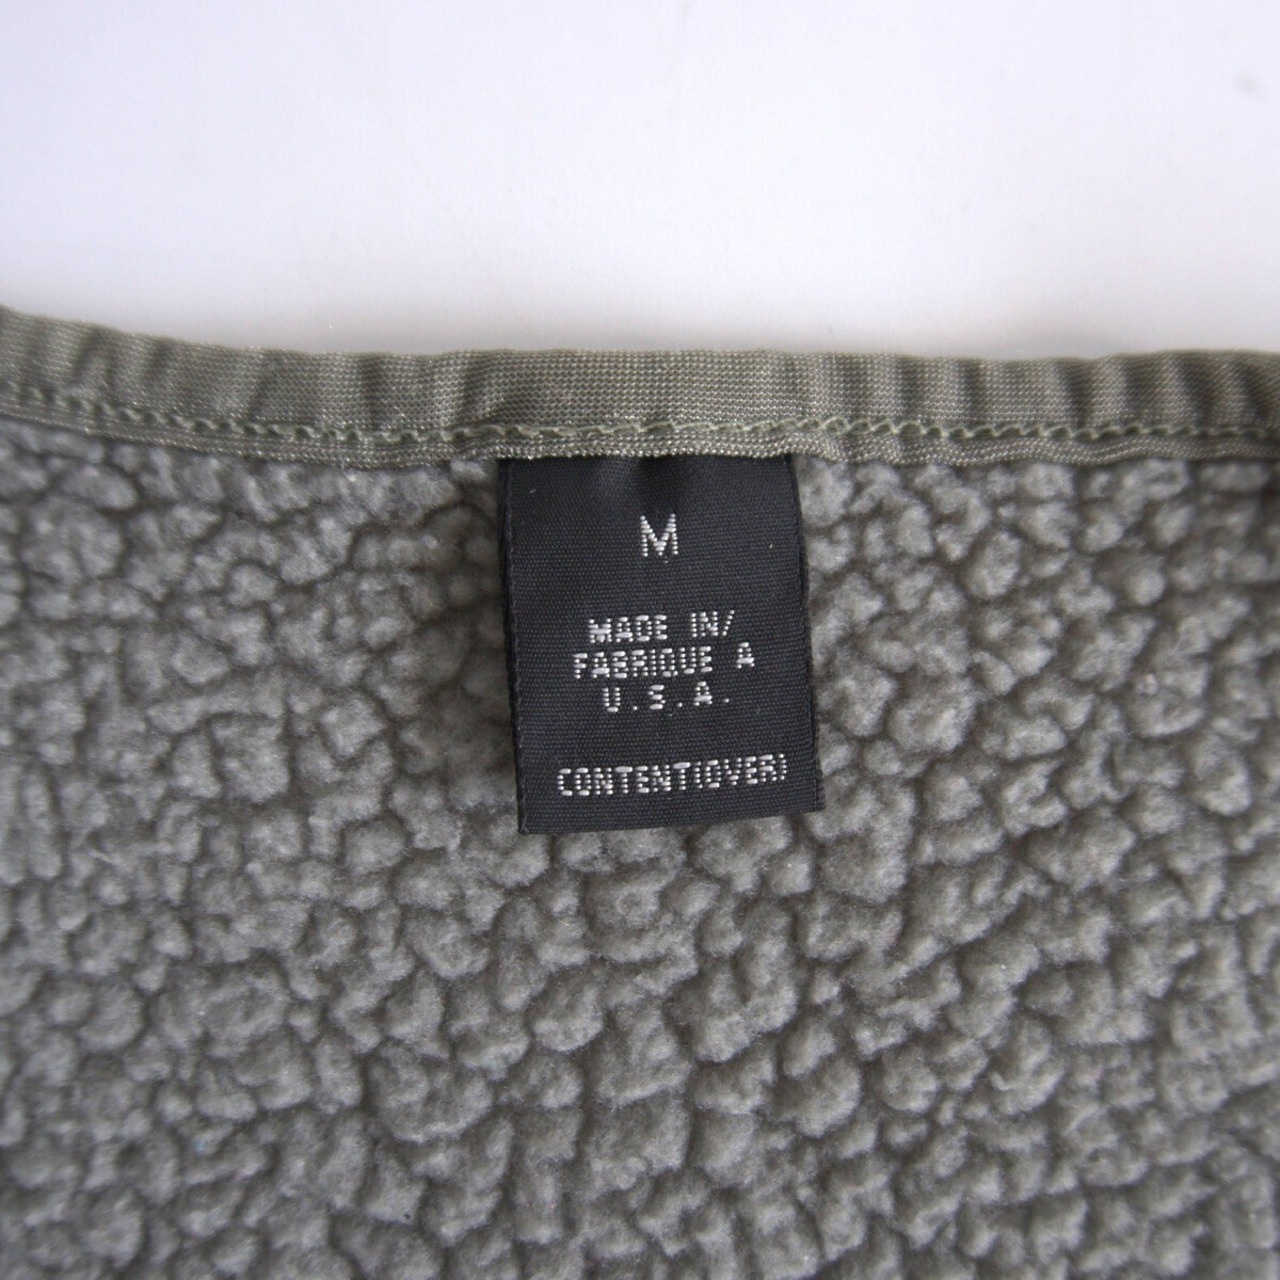 M
MADE IN/
FABRIQUE A
U.S.A.
CONTENT(OVER)